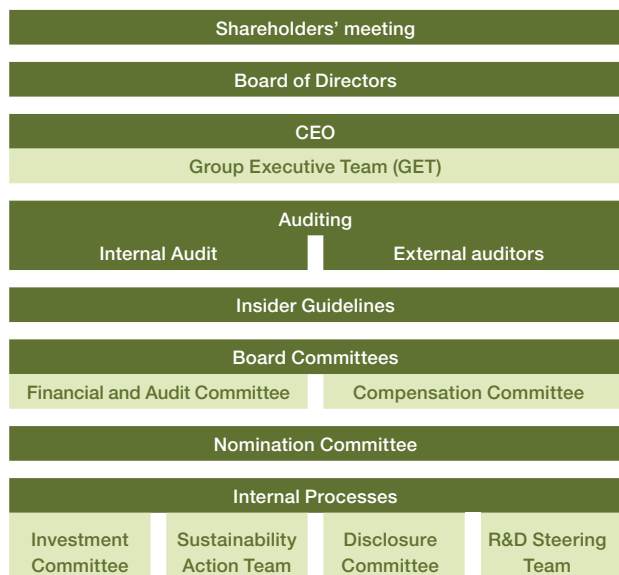 Shareholders’ meeting
Board of Directors
CEO
Group Executive Team (GET)
Auditing
Internal Audit
External auditors
Insider Guidelines
Board Committees
Financial and Audit Committee
Compensation Committee
Nomination Committee
Internal Processes
Investment
Committee
Sustainability
Action Team
Disclosure
Committee
R&D Steering
Team